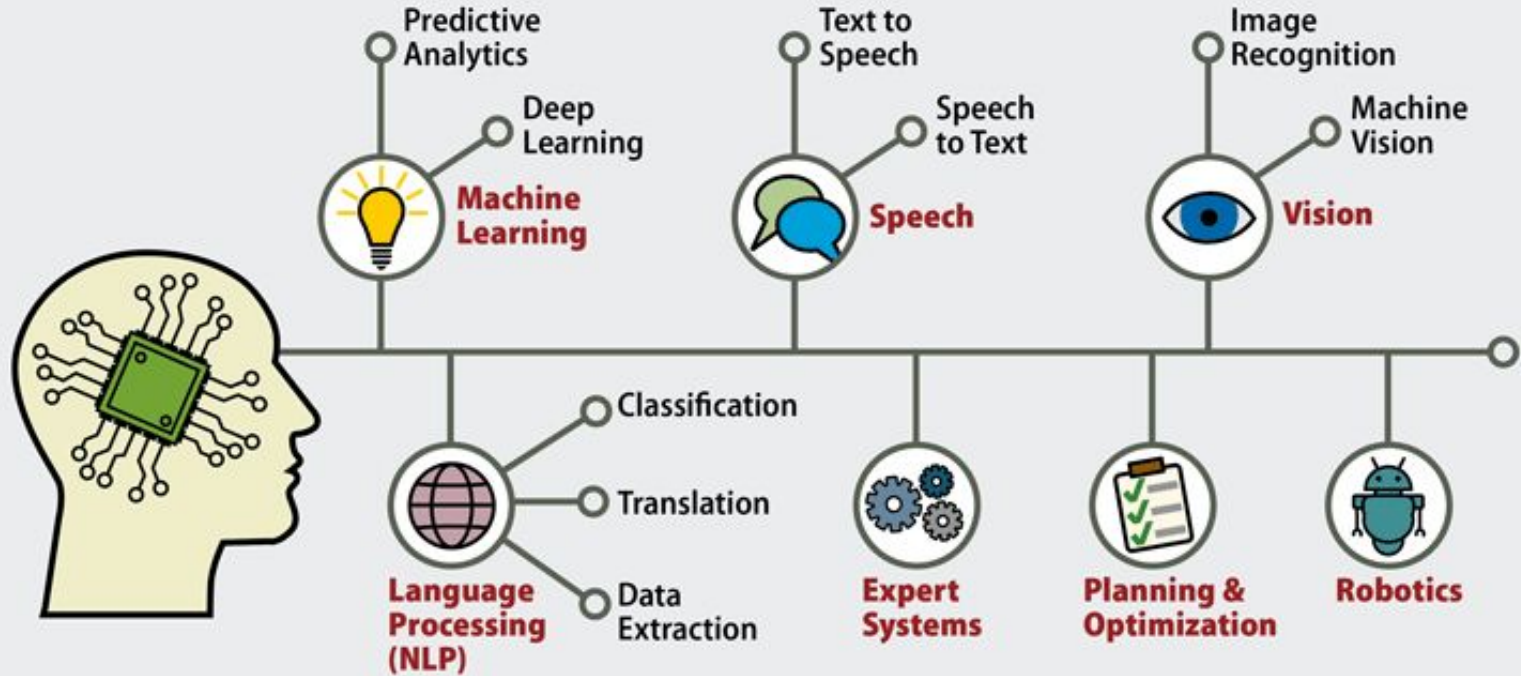 Predictive
Analytics
Deep
Learning
Machine
Learning
Text to
Speech
Speech
to Text
Speech
Image
Recognition
Machine
Vision
Vision
Classification
Translation
Data
Extraction
Language
Processing
(NLP)
Expert
Systems
Planning &
Optimization
Robotics